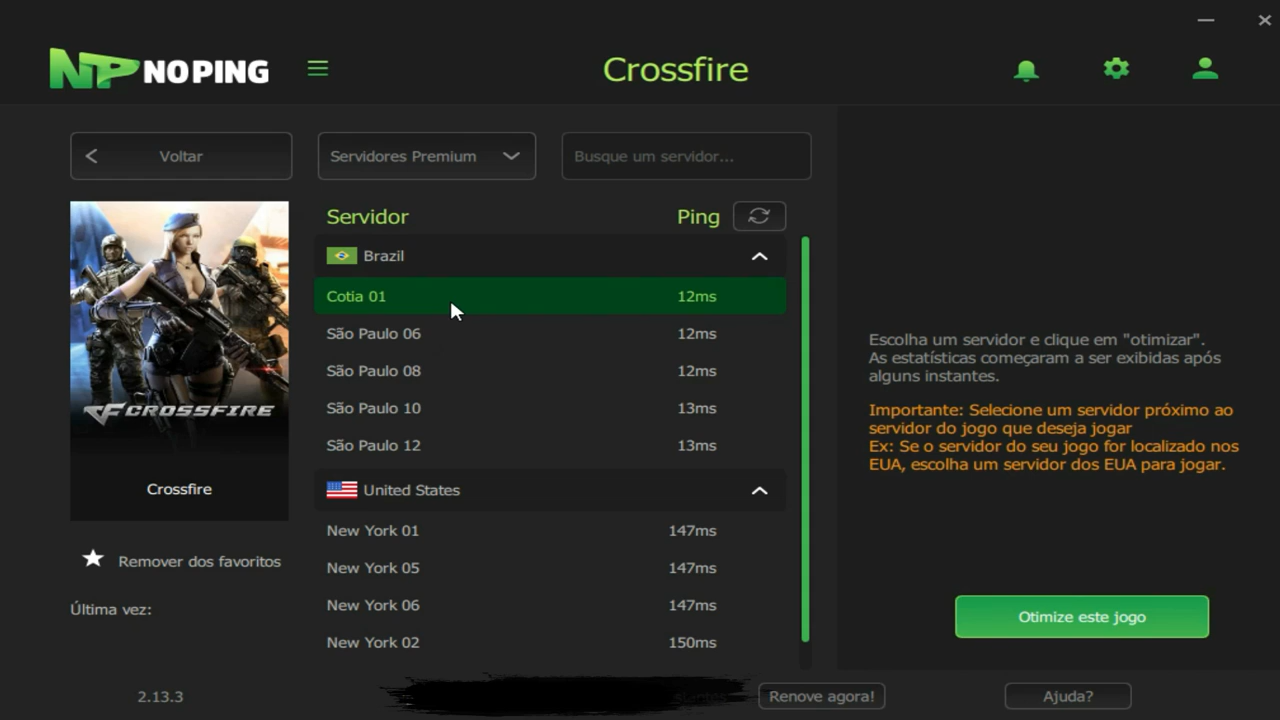 NP NOPING
Crossfire
Voltar
Servidores Premium
Busque um servidor...
Servidor Ping
Brazil
Cotia 01 12ms
São Paulo 06 12ms
São Paulo 08 12ms
São Paulo 10 13ms
São Paulo 12 13ms
United States
New York 01 147ms
New York 05 147ms
New York 06 147ms
New York 02 150ms
CF CROSSFIRE
Crossfire
Remover dos favoritos
Última vez:
Escolha um servidor e clique em "otimizar".
As estatísticas começaram a ser exibidas após
alguns instantes.
Importante: Selecione um servidor próximo ao
servidor do jogo que deseja jogar
Ex: Se o servidor do seu jogo for localizado nos
EUA, escolha um servidor dos EUA para jogar.
Otimize este jogo
2.13.3
Renove agora!
Ajuda?